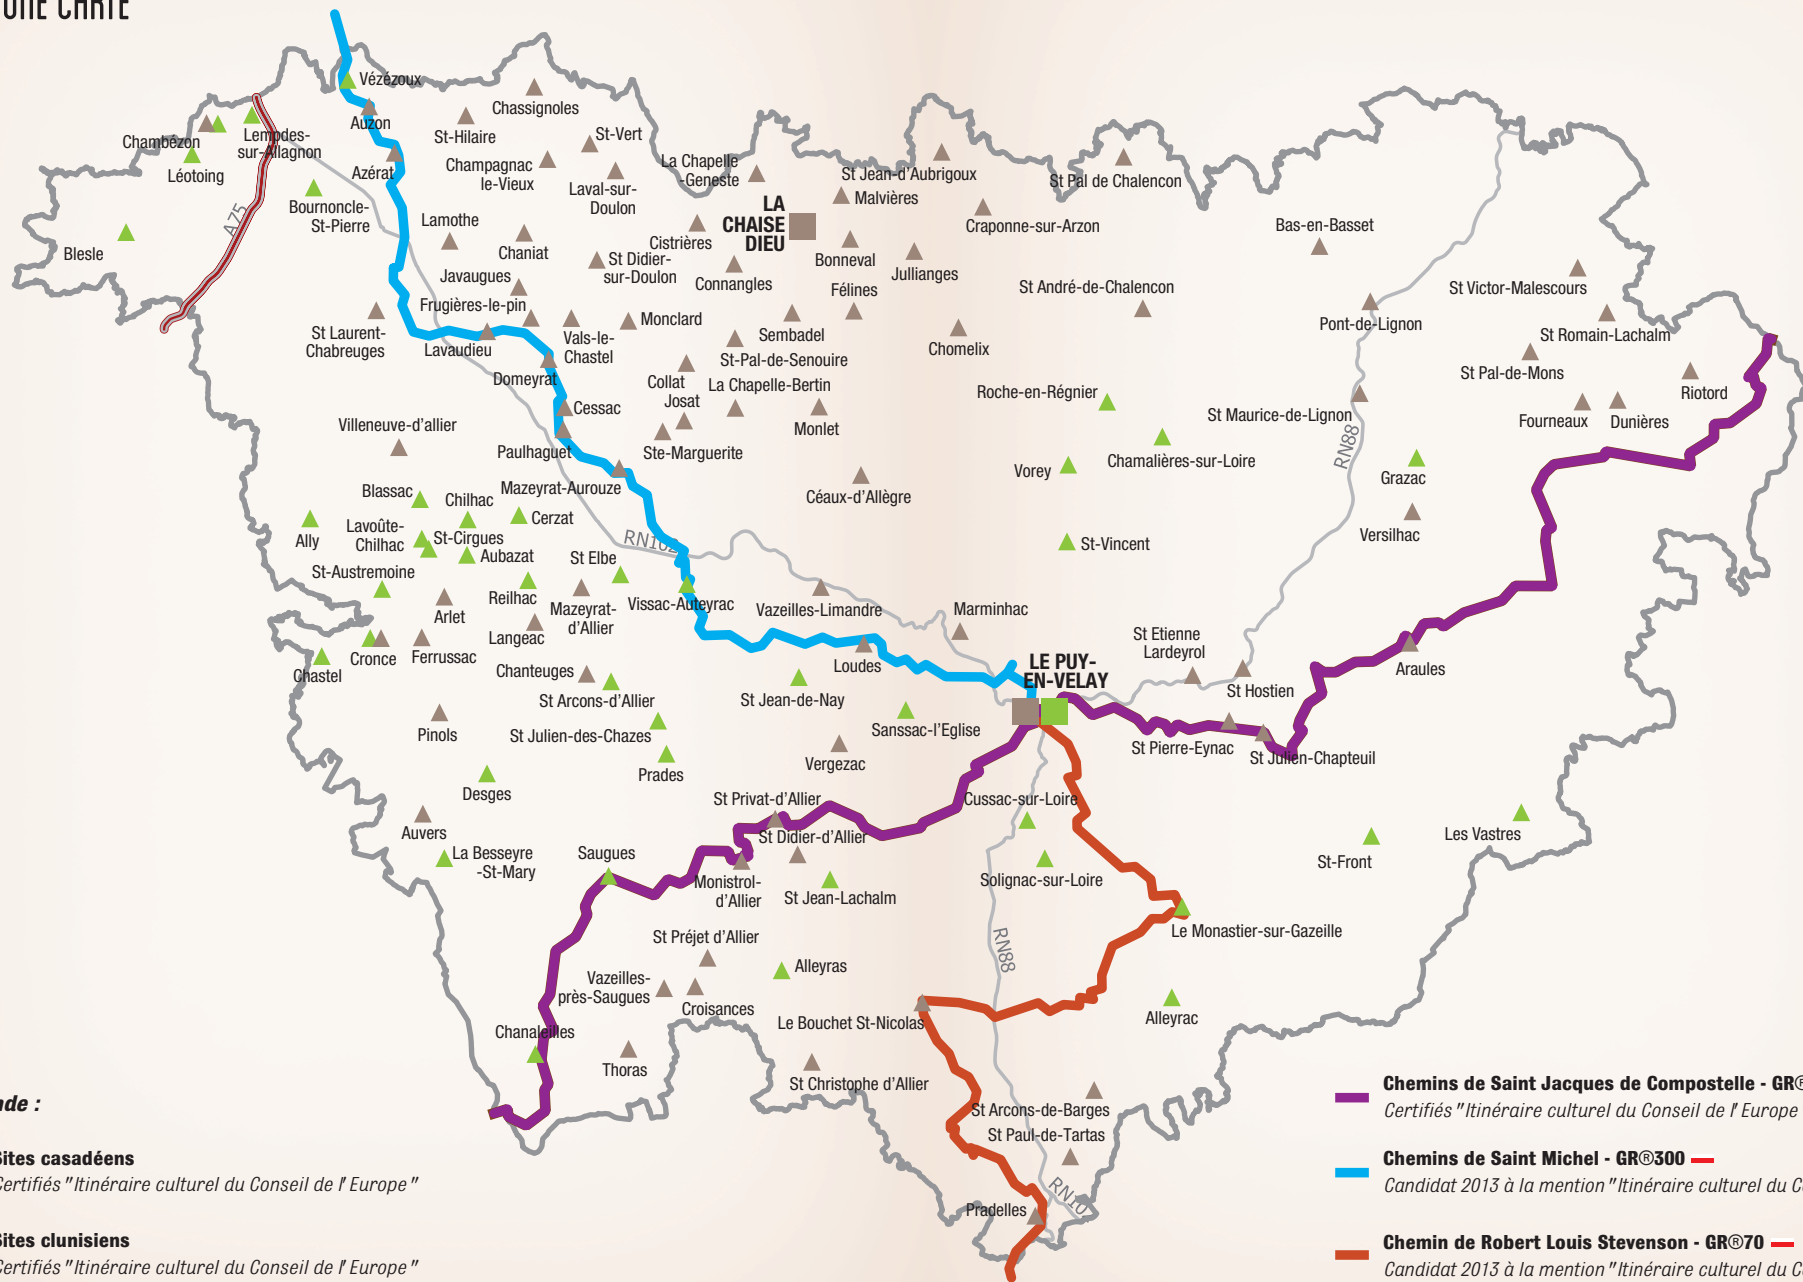 UNE CARTE
Vézézoux
Chassignoles
Auzon
St-Hilaire
St-Vert
Chambézon
Lempdes-
sur-Allagnon
Léotoing
Azérat
Champagnac
le-Vieux
Laval-sur-
Doulon
La Chapelle
-Geneste
St Jean-d'Aubrigoux
St Pal de Chalencon
Malvières
LA
CHAISE
DIEU
Craponne-sur-Arzon
Bas-en-Basset
Bournoncle-
St-Pierre
A75
Lamothe
Chaniat
Cistrières
Blesle
St Didier-
sur-Doulon
Connangles
Bonneval
Jullianges
Javaugues
Félines
St André-de-Chalencon
St Victor-Malescours
Frugières-le-pin
St Laurent-
Chabreuges
Lavaudieu
Vals-le-
Chastel
Monclard
Sembadel
Chomelix
Pont-de-Lignon
St Romain-Lachalm
St-Pal-de-Senouire
Domeyrat
Collat
La Chapelle-Bertin
St Pal-de-Mons
Riotord
Josat
Roche-en-Régnier
Cessac
Monlet
St Maurice-de-Lignon
Fourneaux
Dunières
Villeneuve-d'allier
Paulhaguet
Ste-Marguerite
RN88
Vorey
Chamalières-sur-Loire
Grazac
Mazeyrat-Aurouze
Céaux-d'Allègre
Blassac
Chilhac
Cerzat
Ally
Lavoûte-
Chilhac
St-Cirgues
RN102
Versilhac
Aubazat
St Elbe
St-Vincent
St-Austremoine
Reilhac
Arlet
Mazeyrat-
d'Allier
Vissac-Auteyrac
Vazeilles-Limandre
Marminhac
Langeac
Cronce
Ferrussac
Chastel
Chanteuges
Loudes
St Etienne
Lardeyrol
Araules
LE PUY-
EN-VELAY
St Hostien
St Arcons-d'Allier
St Jean-de-Nay
Pinols
St Julien-des-Chazes
Sanssac-l'Eglise
St Pierre-Eynac
St Julien-Chapteuil
Prades
Vergezac
Desges
St Privat-d'Allier
Cussac-sur-Loire
Auvers
St Didier-d'Allier
Les Vastres
La Besseyre
-St-Mary
Saugues
St-Front
Monistrol-
d'Allier
St Jean-Lachalm
Solignac-sur-Loire
Le Monastier-sur-Gazeille
St Préjet d'Allier
RN88
Alleyras
Vazeilles-
près-Saugues
Croisances
Le Bouchet St-Nicolas
Alleyrac
Chanaleilles
Thoras
St Christophe d'Allier
St Arcons-de-Barges
St Paul-de-Tartas
RN10
Pradelles
nde :
Sites casadéens
Certifiés "Itinéraire culturel du Conseil de l'Europe"
Sites clunisiens
Certifiés "Itinéraire culturel du Conseil de l'Europe"
Chemins de Saint Jacques de Compostelle - GR®
Certifiés "Itinéraire culturel du Conseil de l'Europe
Chemins de Saint Michel - GR®300
Candidat 2013 à la mention "Itinéraire culturel du C
Chemin de Robert Louis Stevenson - GR®70
Candidat 2013 à la mention "Itinéraire culturel du C